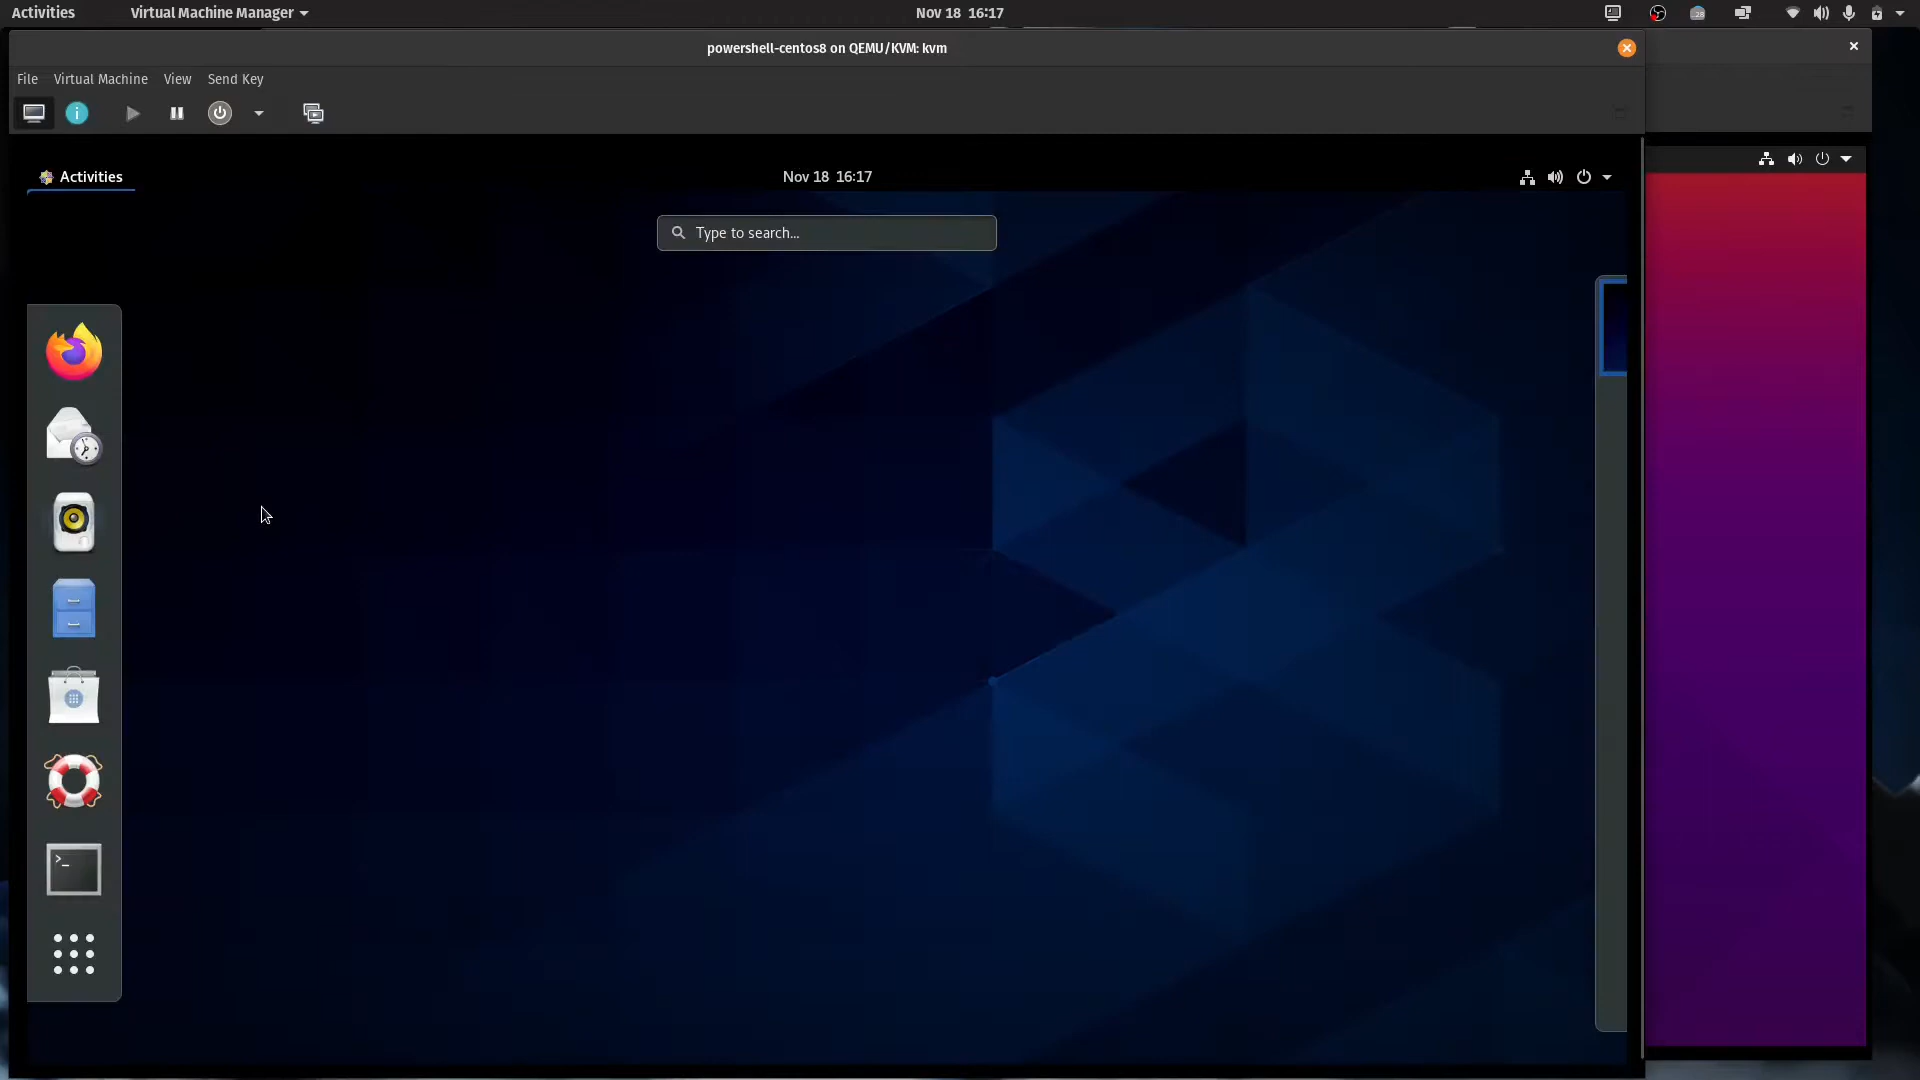 Activities
Virtual Machine Manager
Nov 18 16:17
28
powershell-centos8 on QEMU/KVM: kvm
File
Virtual Machine
View
Send Key
Activities
Nov 18 16:17
Type to search...
>_